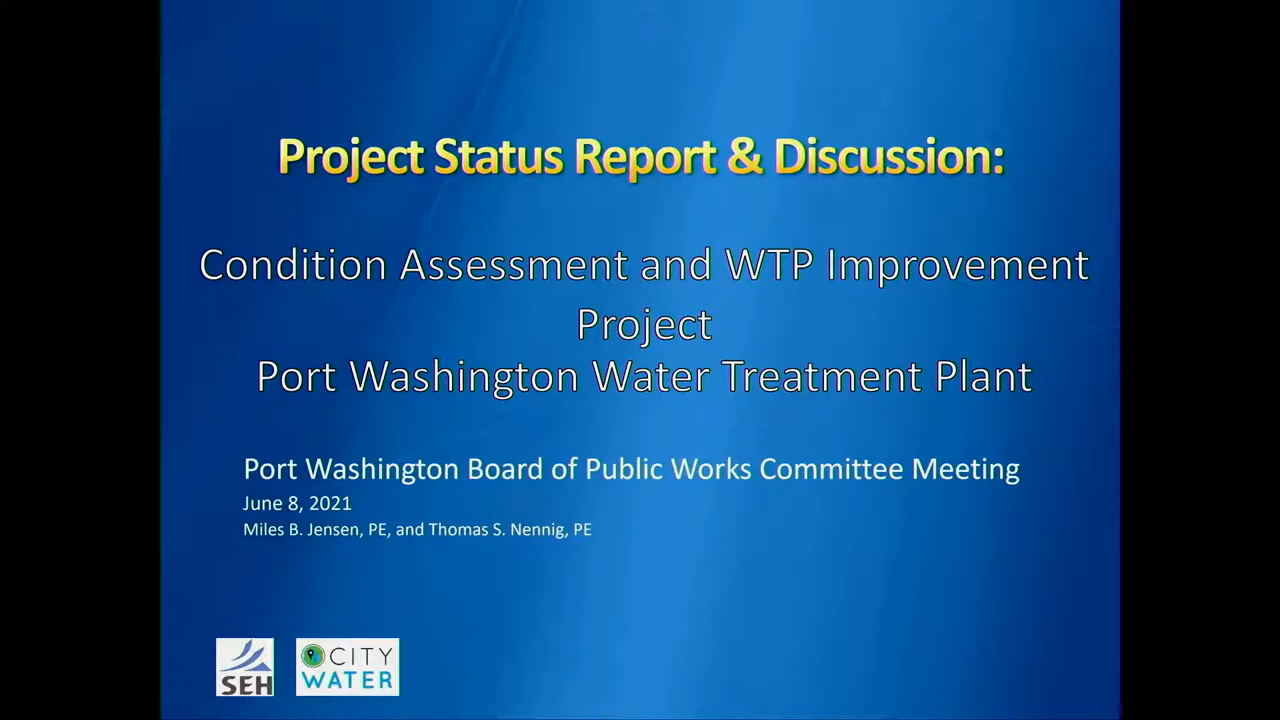 Project Status Report & Discussion:
Condition Assessment and WTP Improvement
Project
Port Washington Water Treatment Plant
Port Washington Board of Public Works Committee Meeting
June 8, 2021
Miles B. Jensen, PE, and Thomas S. Nennig, PE
SEH
CITY
WATER